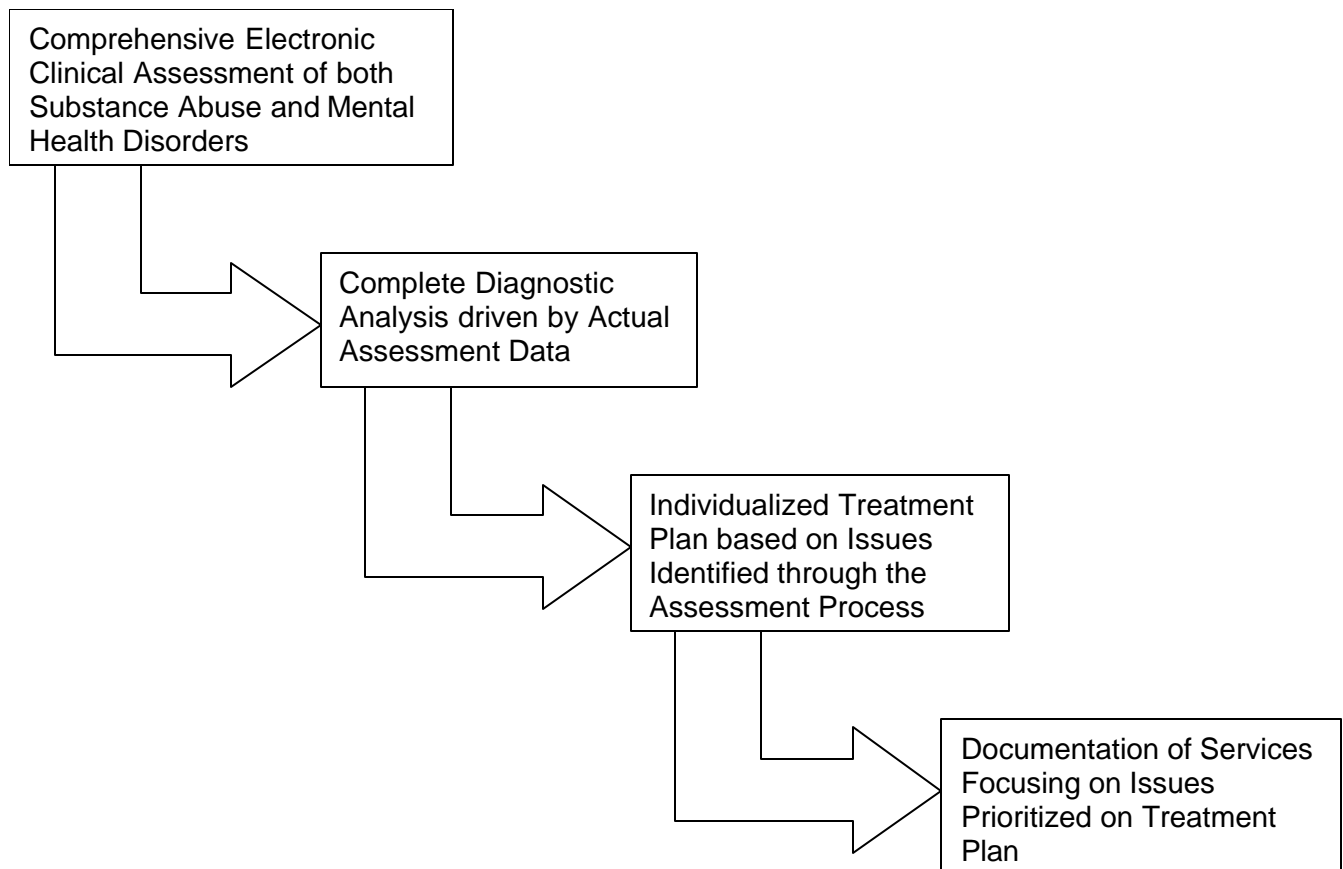 Comprehensive Electronic
Clinical Assessment of both
Substance Abuse and Mental
Health Disorders
Complete Diagnostic
Analysis driven by Actual
Assessment Data
Individualized Treatment
Plan based on Issues
Identified through the
Assessment Process
Documentation of Services
Focusing on Issues
Prioritized on Treatment
Plan